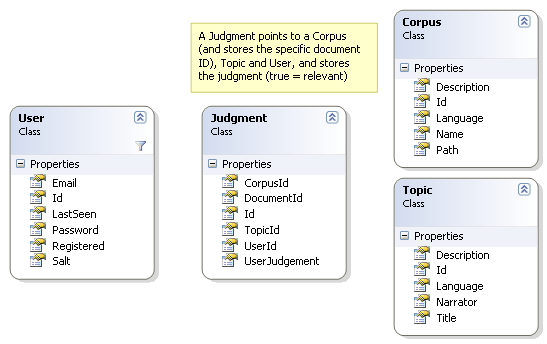 A Judgment points to a Corpus
(and stores the specific document
ID), Topic and User, and stores
the judgment (true = relevant)
User
Class
Properties
Email
Id
LastSeen
Password
Registered
Salt
Judgment
Class
Properties
CorpusId
DocumentId
Id
TopicId
UserId
UserJudgement
Corpus
Class
Properties
Description
Id
Language
Name
Path
Topic
Class
Properties
Description
Id
Language
Narrator
Title